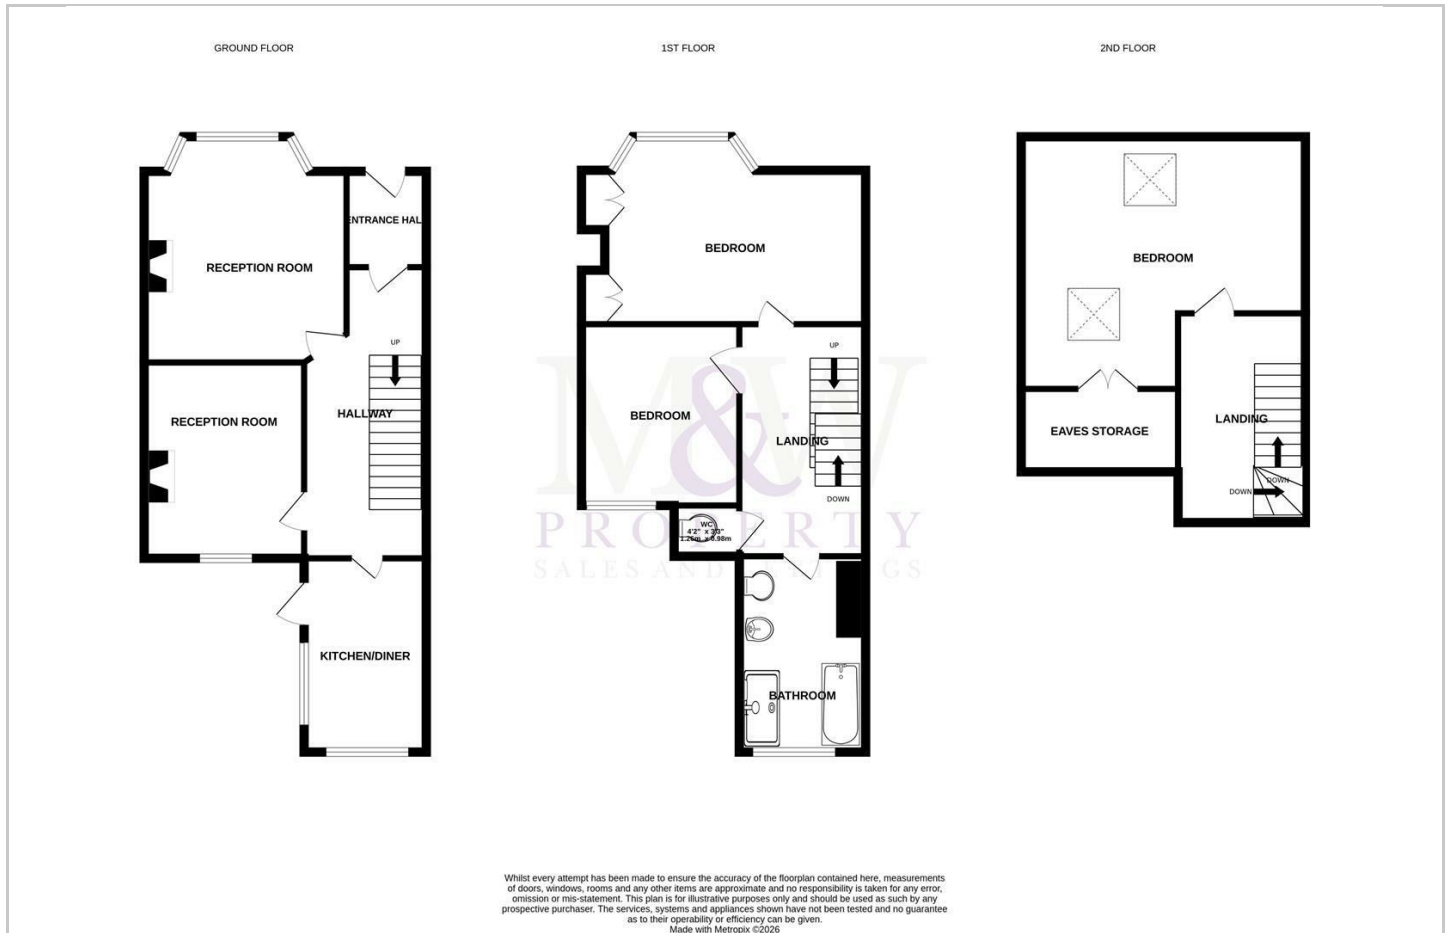 GROUND FLOOR
1ST FLOOR
2ND FLOOR
ENTRANCE HALL
RECEPTION ROOM
UP
HALLWAY
RECEPTION ROOM
KITCHEN/DINER
BEDROOM
UP
BEDROOM
LANDING
DOWN
WC
4'2" x 3'3"
1.26m x 0.98m
BATHROOM
BEDROOM
LANDING
EAVES STORAGE
DOWN
DOWN
M&W
PROPERTY
SALES AND LETTINGS
Whilst every attempt has been made to ensure the accuracy of the floorplan contained here, measurements
of doors, windows, rooms and any other items are approximate and no responsibility is taken for any error,
omission or mis-statement. This plan is for illustrative purposes only and should be used as such by any
prospective purchaser. The services, systems and appliances shown have not been tested and no guarantee
as to their operability or efficiency can be given.
Made with Metropix ©2026